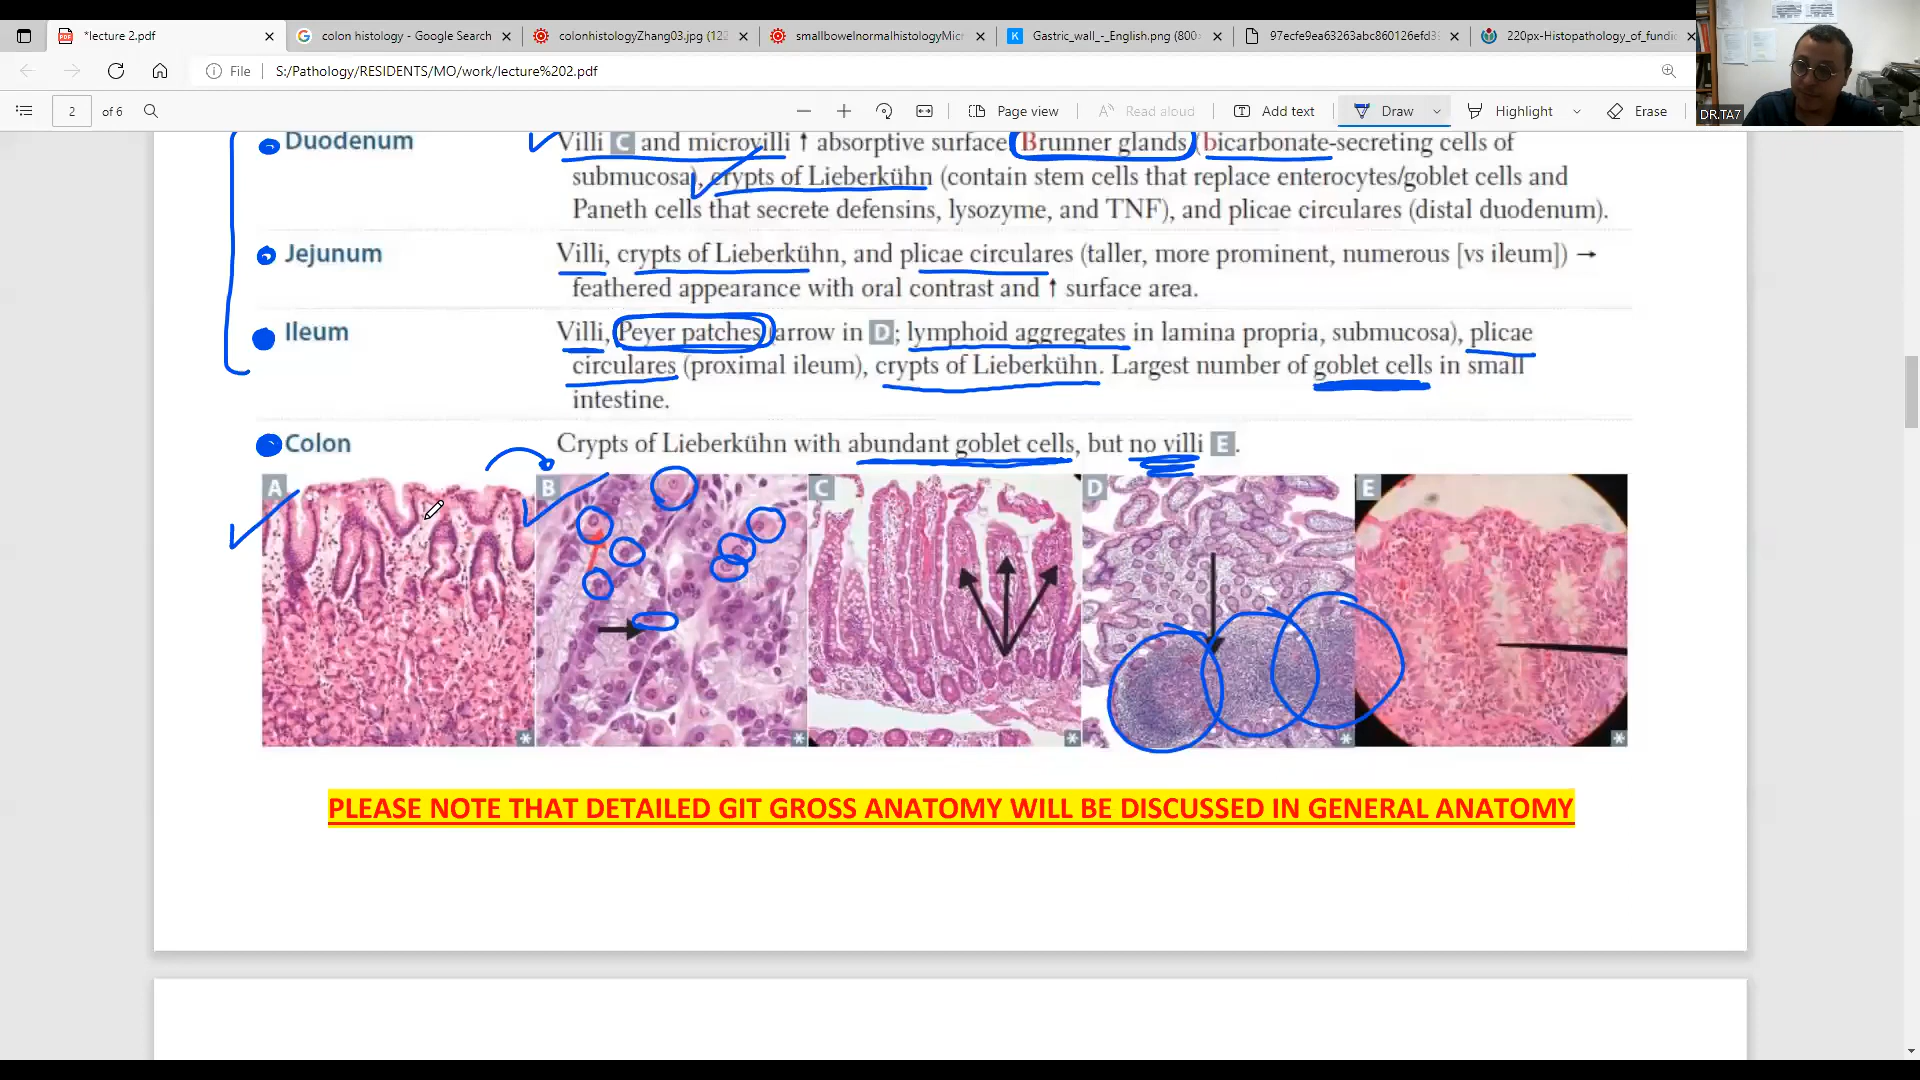 *lecture 2.pdf
colon histology - Google Search
colonhistologyZhang03.jpg (122
smallbowelnormalhistologyMicr
Gastric_wall_-_English.png (800×
97ecfe9ea63263abc860126efd3
220px-Histopathology_of_fundi
File
S:/Pathology/RESIDENTS/MO/work/lecture%202.pdf
2
of 6
Page view
Read aloud
Add text
Draw
Highlight
Erase
DR.TA7
Duodenum
Villi C and microvilli ↑ absorptive surface, Brunner glands (bicarbonate-secreting cells of
submucosa), crypts of Lieberkühn (contain stem cells that replace enterocytes/goblet cells and
Paneth cells that secrete defensins, lysozyme, and TNF), and plicae circulares (distal duodenum).
Jejunum
Villi, crypts of Lieberkühn, and plicae circulares (taller, more prominent, numerous [vs ileum]) →
feathered appearance with oral contrast and ↑ surface area.
Ileum
Villi, Peyer patches (arrow in D; lymphoid aggregates in lamina propria, submucosa), plicae
circulares (proximal ileum), crypts of Lieberkühn. Largest number of goblet cells in small
intestine.
Colon
Crypts of Lieberkühn with abundant goblet cells, but no villi E.
A
B
C
D
E
PLEASE NOTE THAT DETAILED GIT GROSS ANATOMY WILL BE DISCUSSED IN GENERAL ANATOMY